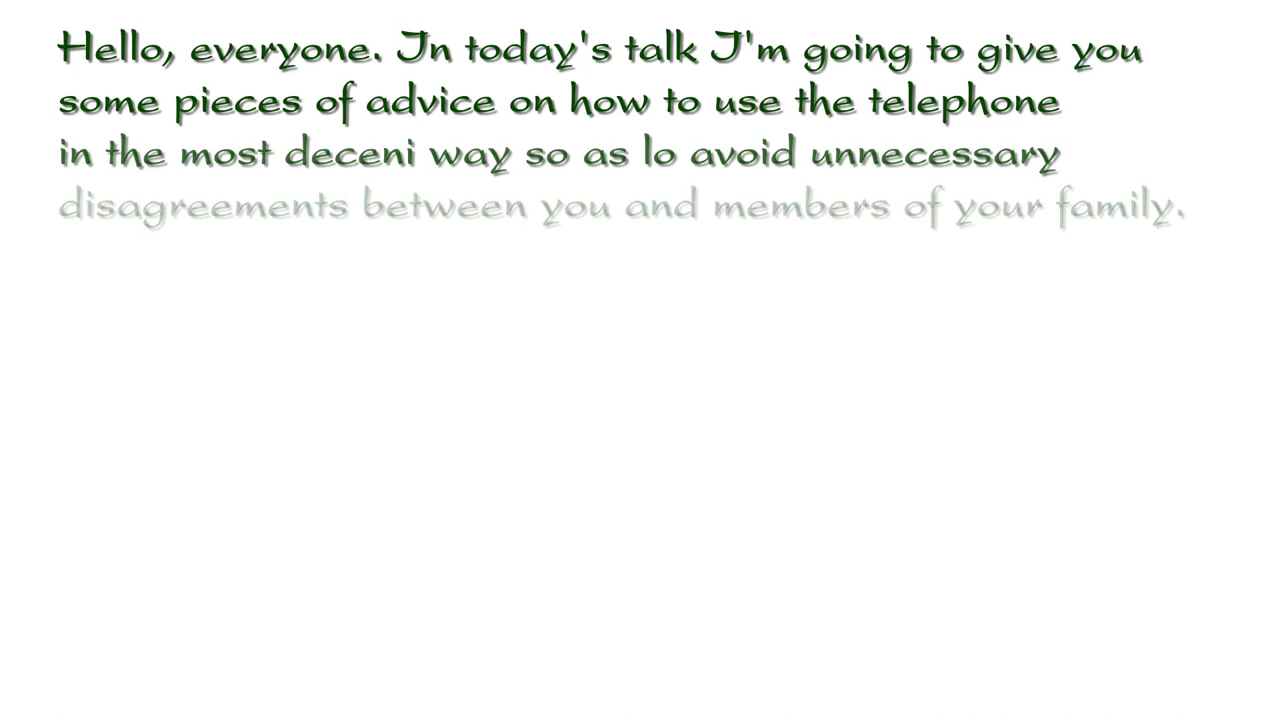 Hello, everyone. In today's talk I'm going to give you
some pieces of advice on how to use the telephone
in the most deceni way so as lo avoid unnecessary
disagreements between you and members of your family.